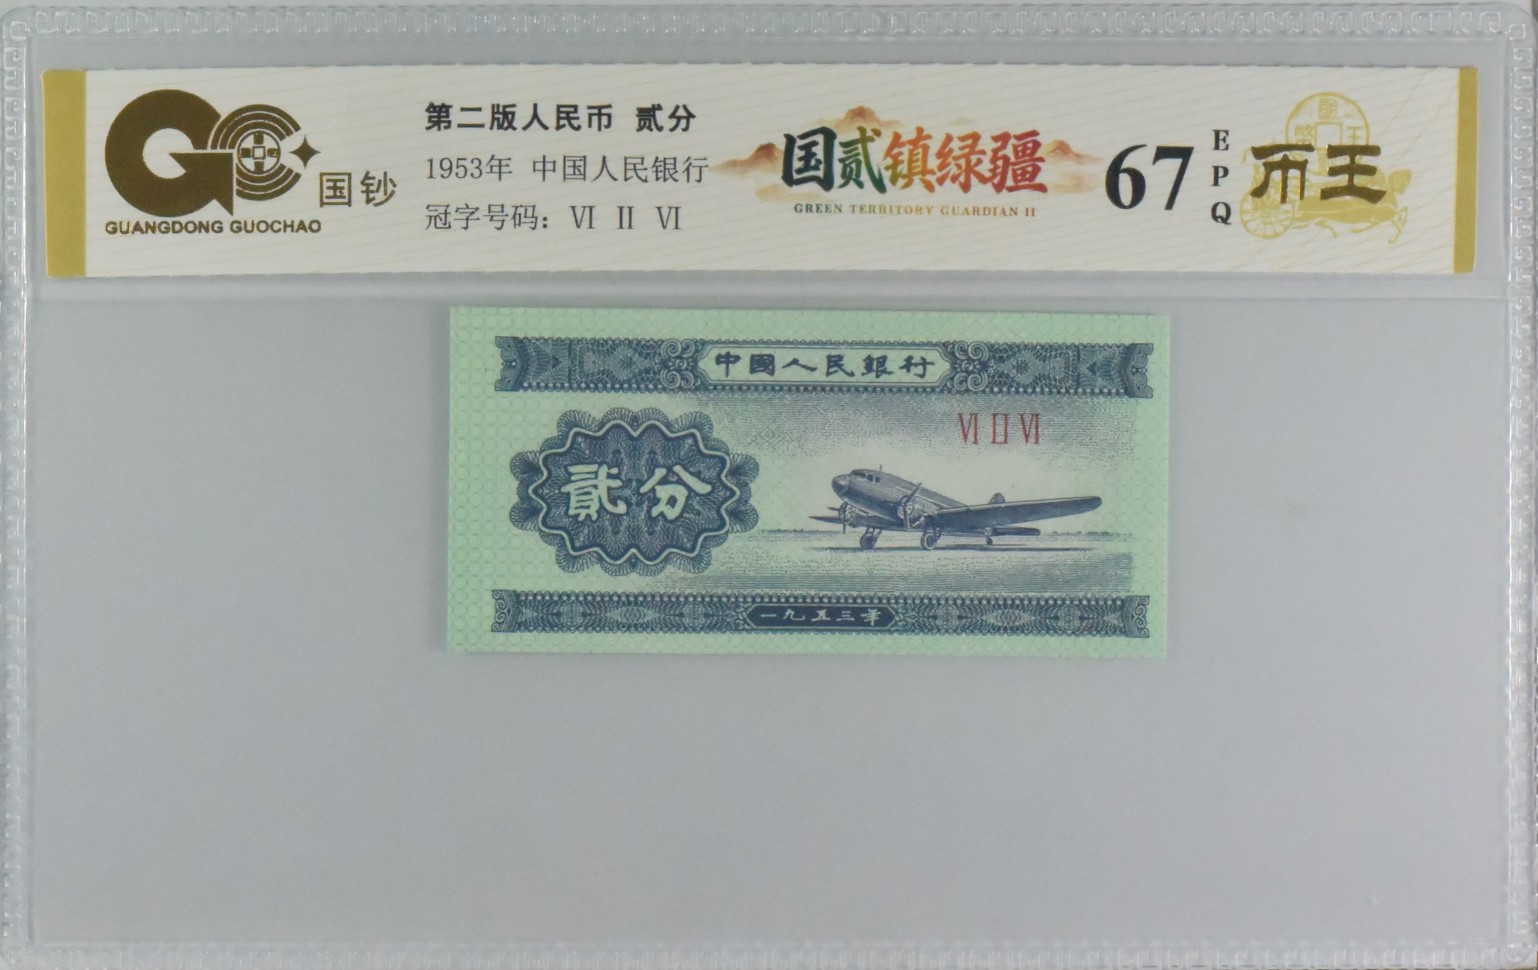 国钞
GUANGDONG GUOCHAO
第二版人民币 贰分
1953年 中国人民银行
冠字号码：Ⅵ Ⅱ Ⅵ
国贰镇绿疆
GREEN TERRITORY GUARDIAN II
67
EPQ
币王
中國人民銀行
Ⅵ Ⅱ Ⅵ
貳分
一九五三年